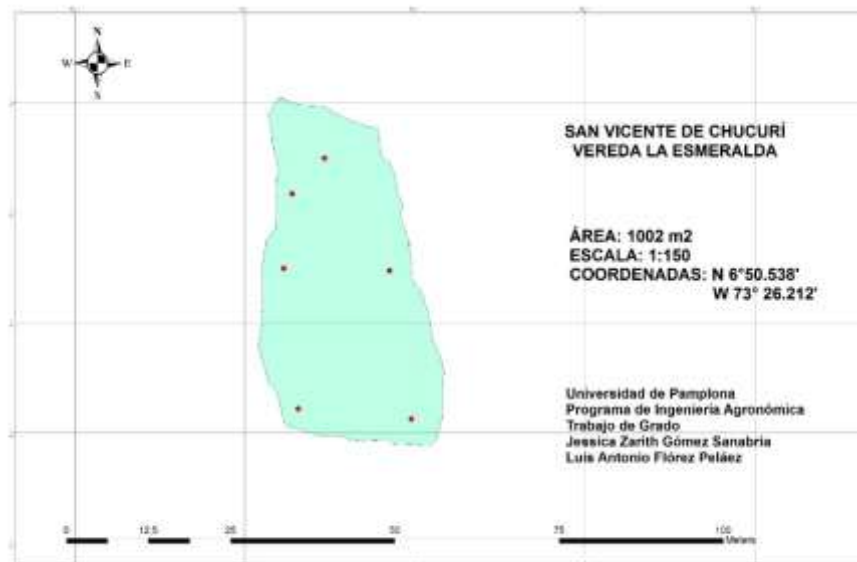 N
W E
S
SAN VICENTE DE CHUCURÍ
VEREDA LA ESMERALDA
ÁREA: 1002 m2
ESCALA: 1:150
COORDENADAS: N 6°50.538'
W 73° 26.212'
Universidad de Pamplona
Programa de Ingeniería Agronómica
Trabajo de Grado
Jessica Zarith Gómez Sanabria
Luis Antonio Flórez Peláez
0 12.5 25 50 75 100
Meters